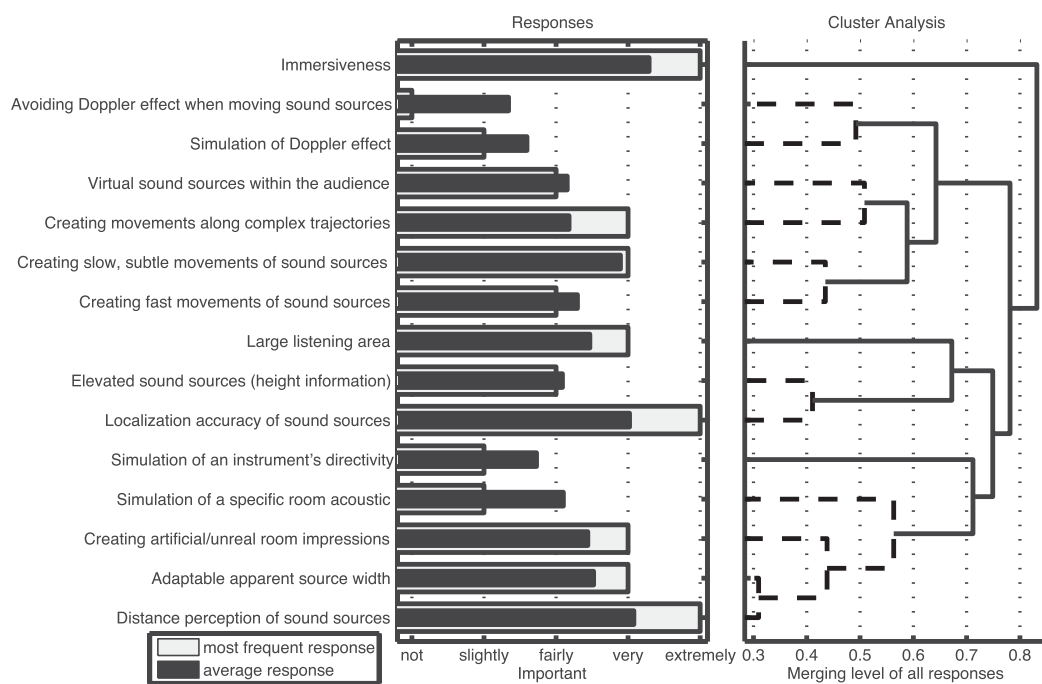 Responses
Cluster Analysis
Immersiveness
Avoiding Doppler effect when moving sound sources
Simulation of Doppler effect
Virtual sound sources within the audience
Creating movements along complex trajectories
Creating slow, subtle movements of sound sources
Creating fast movements of sound sources
Large listening area
Elevated sound sources (height information)
Localization accuracy of sound sources
Simulation of an instrument’s directivity
Simulation of a specific room acoustic
Creating artificial/unreal room impressions
Adaptable apparent source width
Distance perception of sound sources
most frequent response
average response
not slightly fairly very extremely
Important
0.3 0.4 0.5 0.6 0.7 0.8
Merging level of all responses